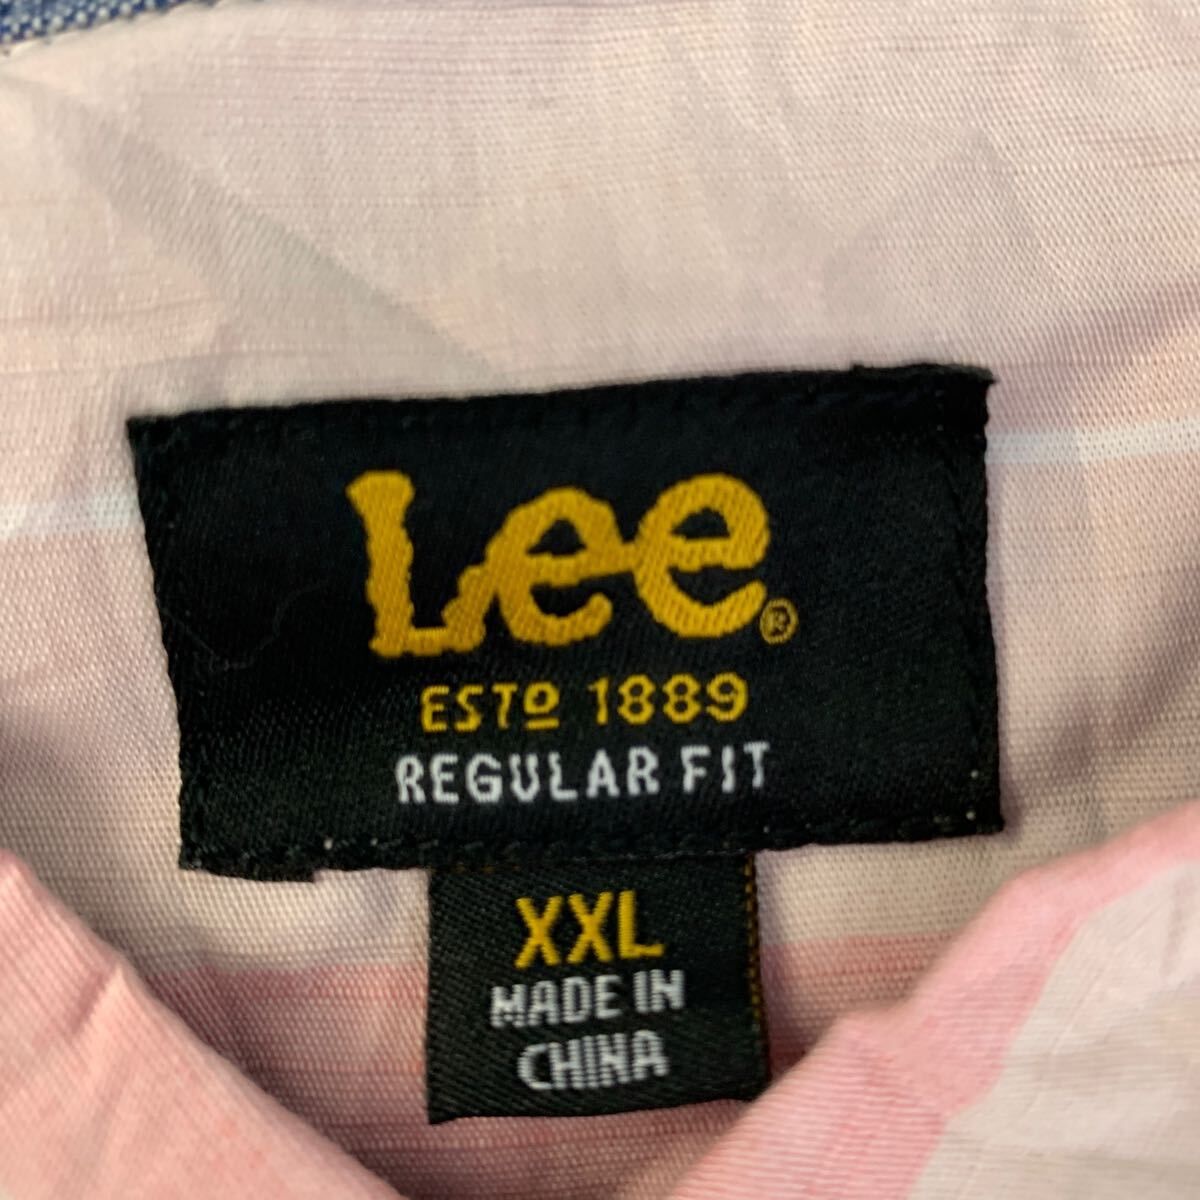 Lee®
ESTD 1889
REGULAR FIT
XXL
MADE IN
CHINA